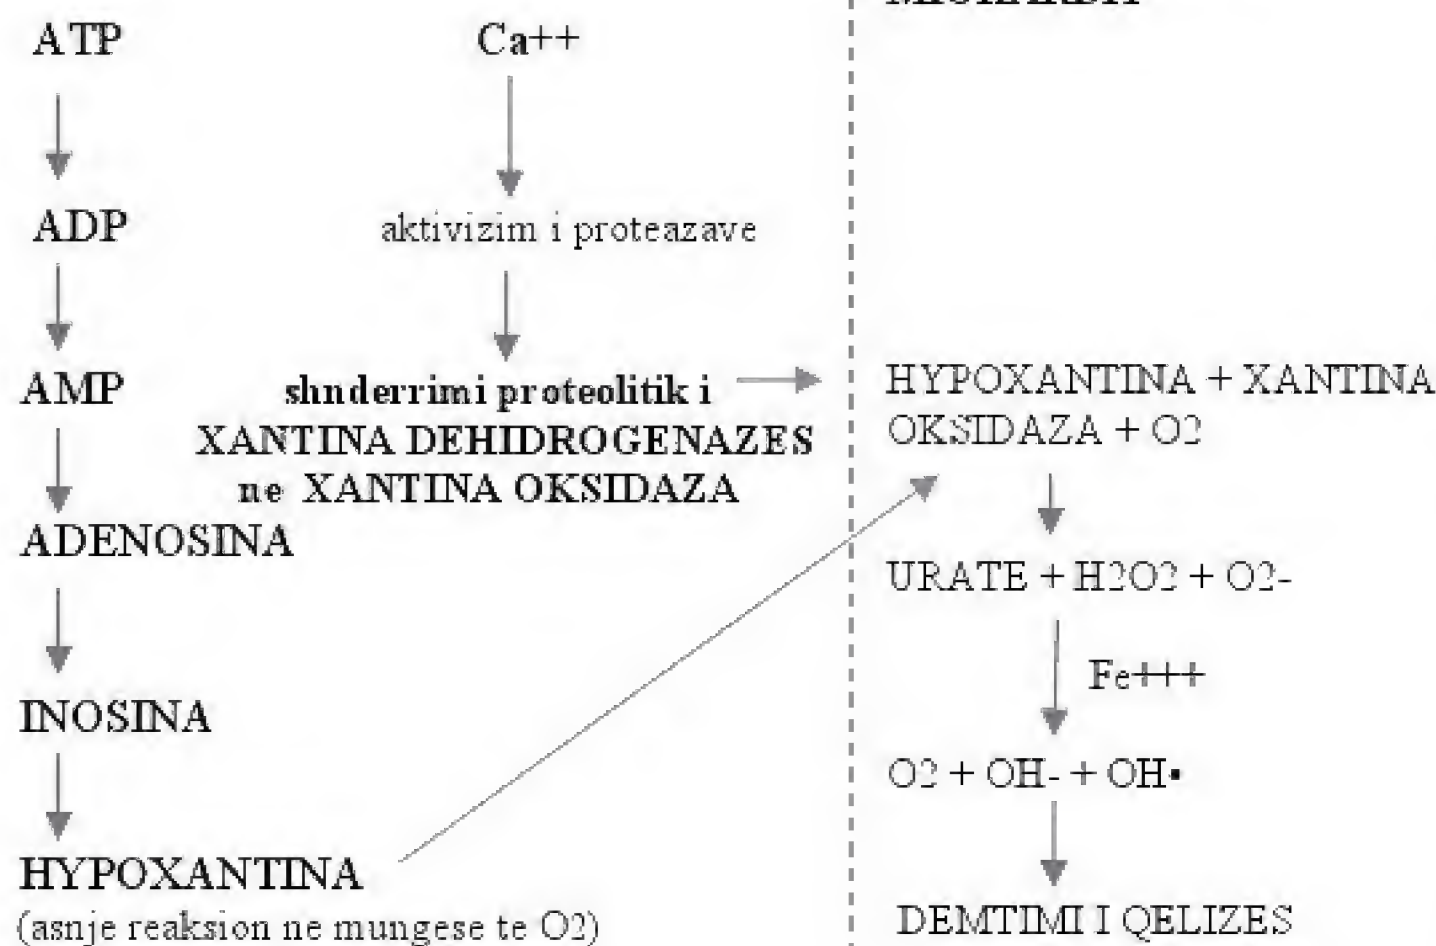 ATP
ADP
AMP
ADENOSINA
INOSINA
HYPOXANTINA
(asnje reaksion ne mungese te O2)
Ca++
aktivizim i proteazave
shnderrimi proteolitik i
XANTINA DEHIDROGENAZES
ne XANTINA OKSIDAZA
HYPOXANTINA + XANTINA
OKSIDAZA + O2
URATE + H2O2 + O2-
Fe+++
O2 + OH- + OH•
DEMTIMI I QELIZES